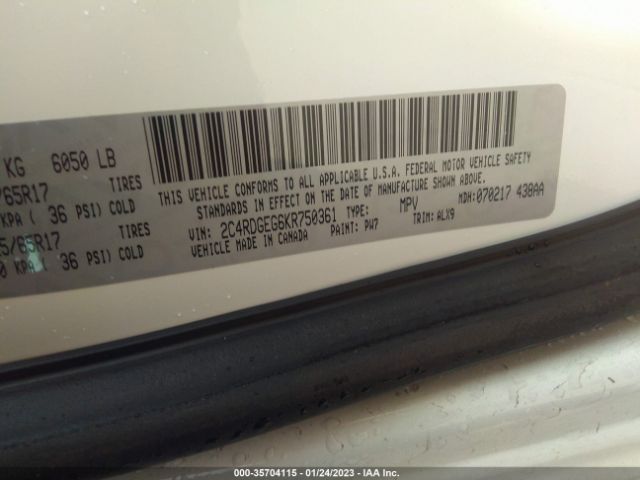 KG 6050 LB
/65R17 TIRES
KPA ( 36 PSI) COLD
5/65R17 TIRES
0 KPA ( 36 PSI) COLD
THIS VEHICLE CONFORMS TO ALL APPLICABLE U.S.A. FEDERAL MOTOR VEHICLE SAFETY
STANDARDS IN EFFECT ON THE DATE OF MANUFACTURE SHOWN ABOVE.
VIN: 2C4RDGEG6KR750361 TYPE: MPV MDH: 070217 438AA
VEHICLE MADE IN CANADA PAINT: PW7 TRIM: ALX9
000-35704115 - 01/24/2023 - IAA Inc.